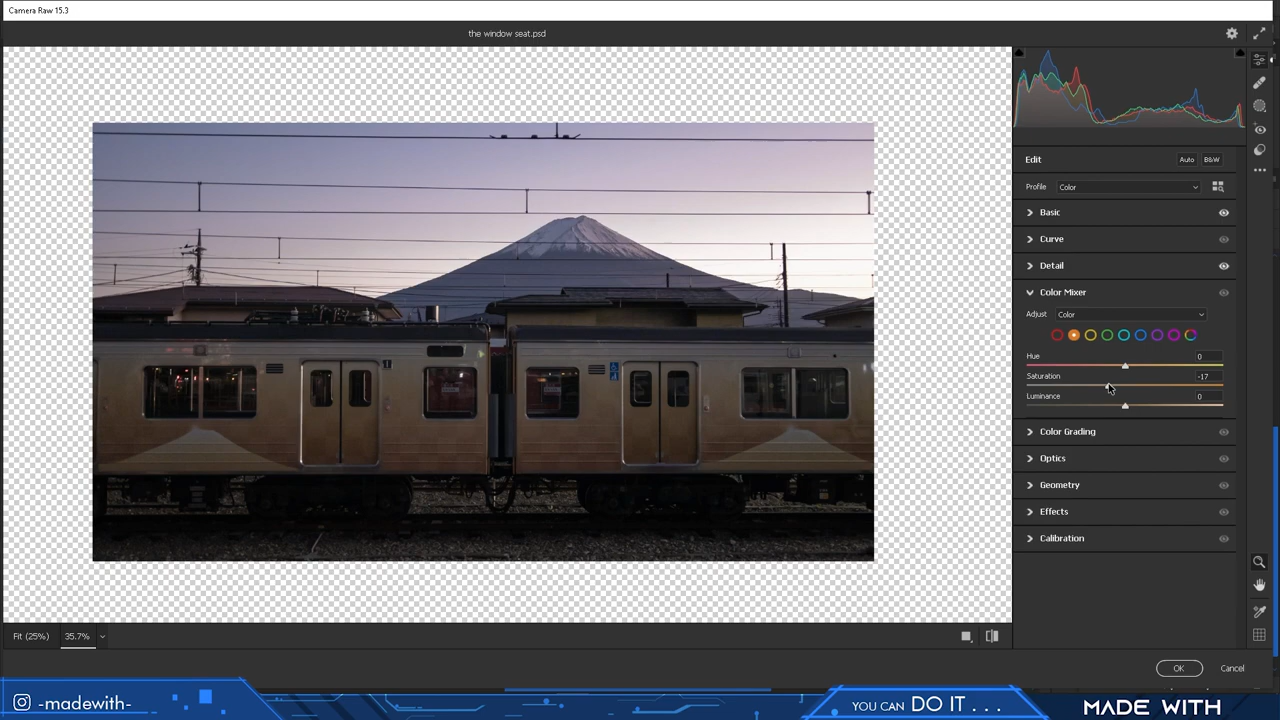 Camera Raw 15.3
the window seat.psd
Edit
Auto
B&W
Profile
Color
Basic
Curve
Detail
Color Mixer
Adjust
Color
Hue
0
Saturation
-17
Luminance
0
Color Grading
Optics
Geometry
Effects
Calibration
1
Fit (25%)
35.7%
OK
Cancel
-madewith-
YOU CAN DO IT . . .
MADE WITH